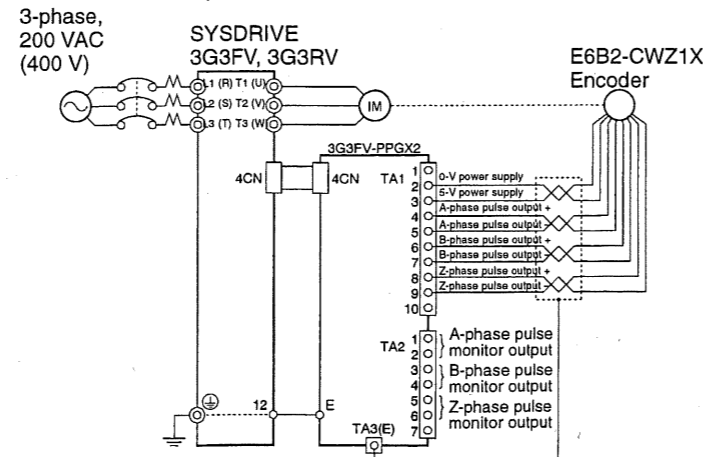 3-phase,
200 VAC
(400 V)
SYSDRIVE
3G3FV, 3G3RV
E6B2-CWZ1X
Encoder
L1 (R) T1 (U)
L2 (S) T2 (V)
L3 (T) T3 (W)
IM
3G3FV-PPGX2
4CN
4CN
TA1
1
2
3
4
5
6
7
8
9
10
0-V power supply
5-V power supply
A-phase pulse output +
A-phase pulse output -
B-phase pulse output +
B-phase pulse output -
Z-phase pulse output +
Z-phase pulse output -
TA2
1
2
3
4
5
6
7
A-phase pulse
monitor output
B-phase pulse
monitor output
Z-phase pulse
monitor output
12
E
TA3(E)